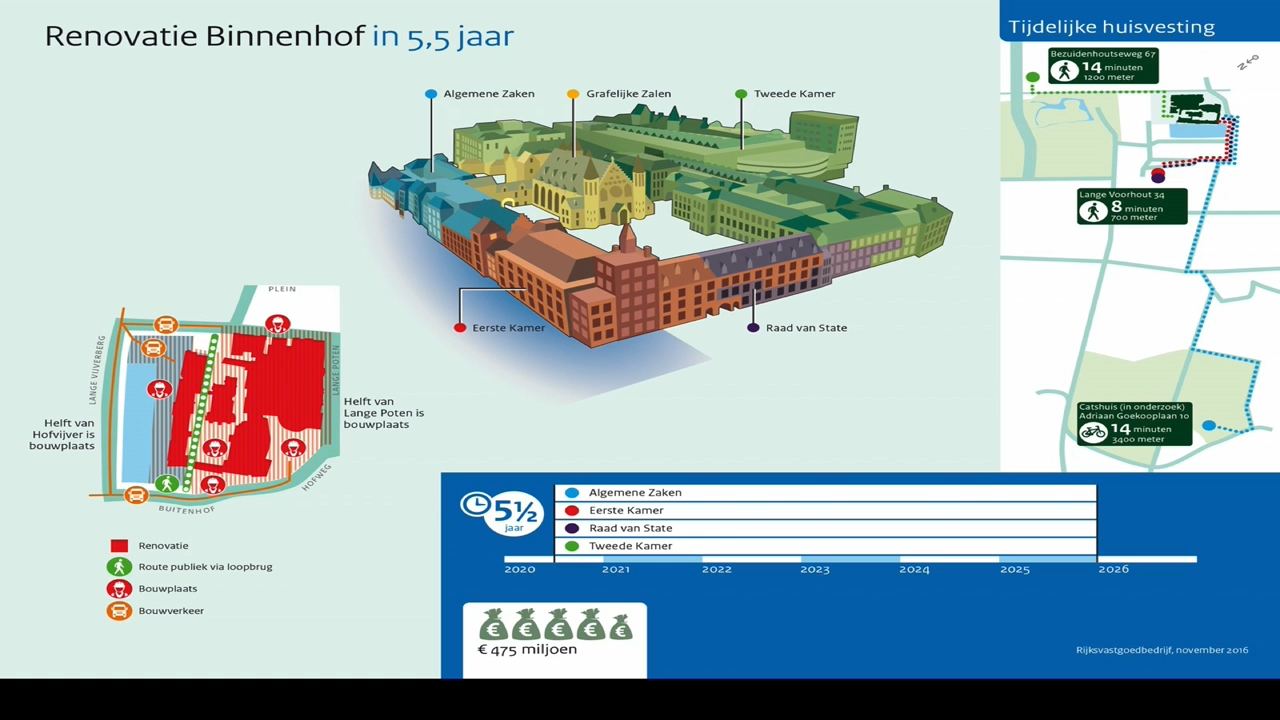 Renovatie Binnenhof in 5,5 jaar
Algemene Zaken
Grafelijke Zalen
Tweede Kamer
Eerste Kamer
Raad van State
Tijdelijke huisvesting
Bezuidenhoutseweg 67
14 minuten
1200 meter
N
Lange Voorhout 34
8 minuten
700 meter
Catshuis (in onderzoek)
Adriaan Goekooplaan 10
14 minuten
3400 meter
PLEIN
LANGE VIJVERBERG
LANGE POTEN
HOFWEG
BUITENHOF
Helft van
Hofvijver is
bouwplaats
Helft van
Lange Poten is
bouwplaats
Renovatie
Route publiek via loopbrug
Bouwplaats
Bouwverkeer
5½
jaar
Algemene Zaken
Eerste Kamer
Raad van State
Tweede Kamer
2020 2021 2022 2023 2024 2025 2026
€ € € € €
€ 475 miljoen
Rijksvastgoedbedrijf, november 2016